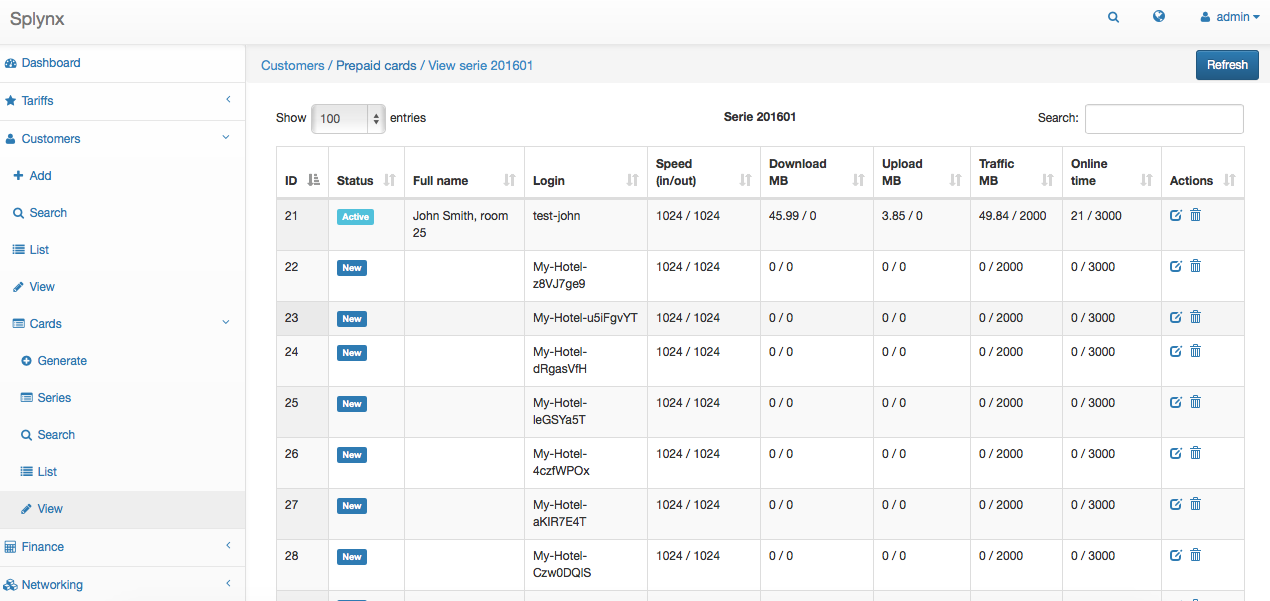 Splynx
admin
Dashboard
Tariffs
Customers
Add
Search
List
View
Cards
Generate
Series
Search
List
View
Finance
Networking
Customers / Prepaid cards / View serie 201601
Refresh
Show 100 entries
Serie 201601
Search:
ID Status Full name Login Speed (in/out) Download MB Upload MB Traffic MB Online time Actions
21 Active John Smith, room 25 test-john 1024 / 1024 45.99 / 0 3.85 / 0 49.84 / 2000 21 / 3000
22 New My-Hotel-z8VJ7ge9 1024 / 1024 0 / 0 0 / 0 0 / 2000 0 / 3000
23 New My-Hotel-u5iFgvYT 1024 / 1024 0 / 0 0 / 0 0 / 2000 0 / 3000
24 New My-Hotel-dRgasVfH 1024 / 1024 0 / 0 0 / 0 0 / 2000 0 / 3000
25 New My-Hotel-leGSYa5T 1024 / 1024 0 / 0 0 / 0 0 / 2000 0 / 3000
26 New My-Hotel-4czfWPOx 1024 / 1024 0 / 0 0 / 0 0 / 2000 0 / 3000
27 New My-Hotel-aKIR7E4T 1024 / 1024 0 / 0 0 / 0 0 / 2000 0 / 3000
28 New My-Hotel-Czw0DQIS 1024 / 1024 0 / 0 0 / 0 0 / 2000 0 / 3000